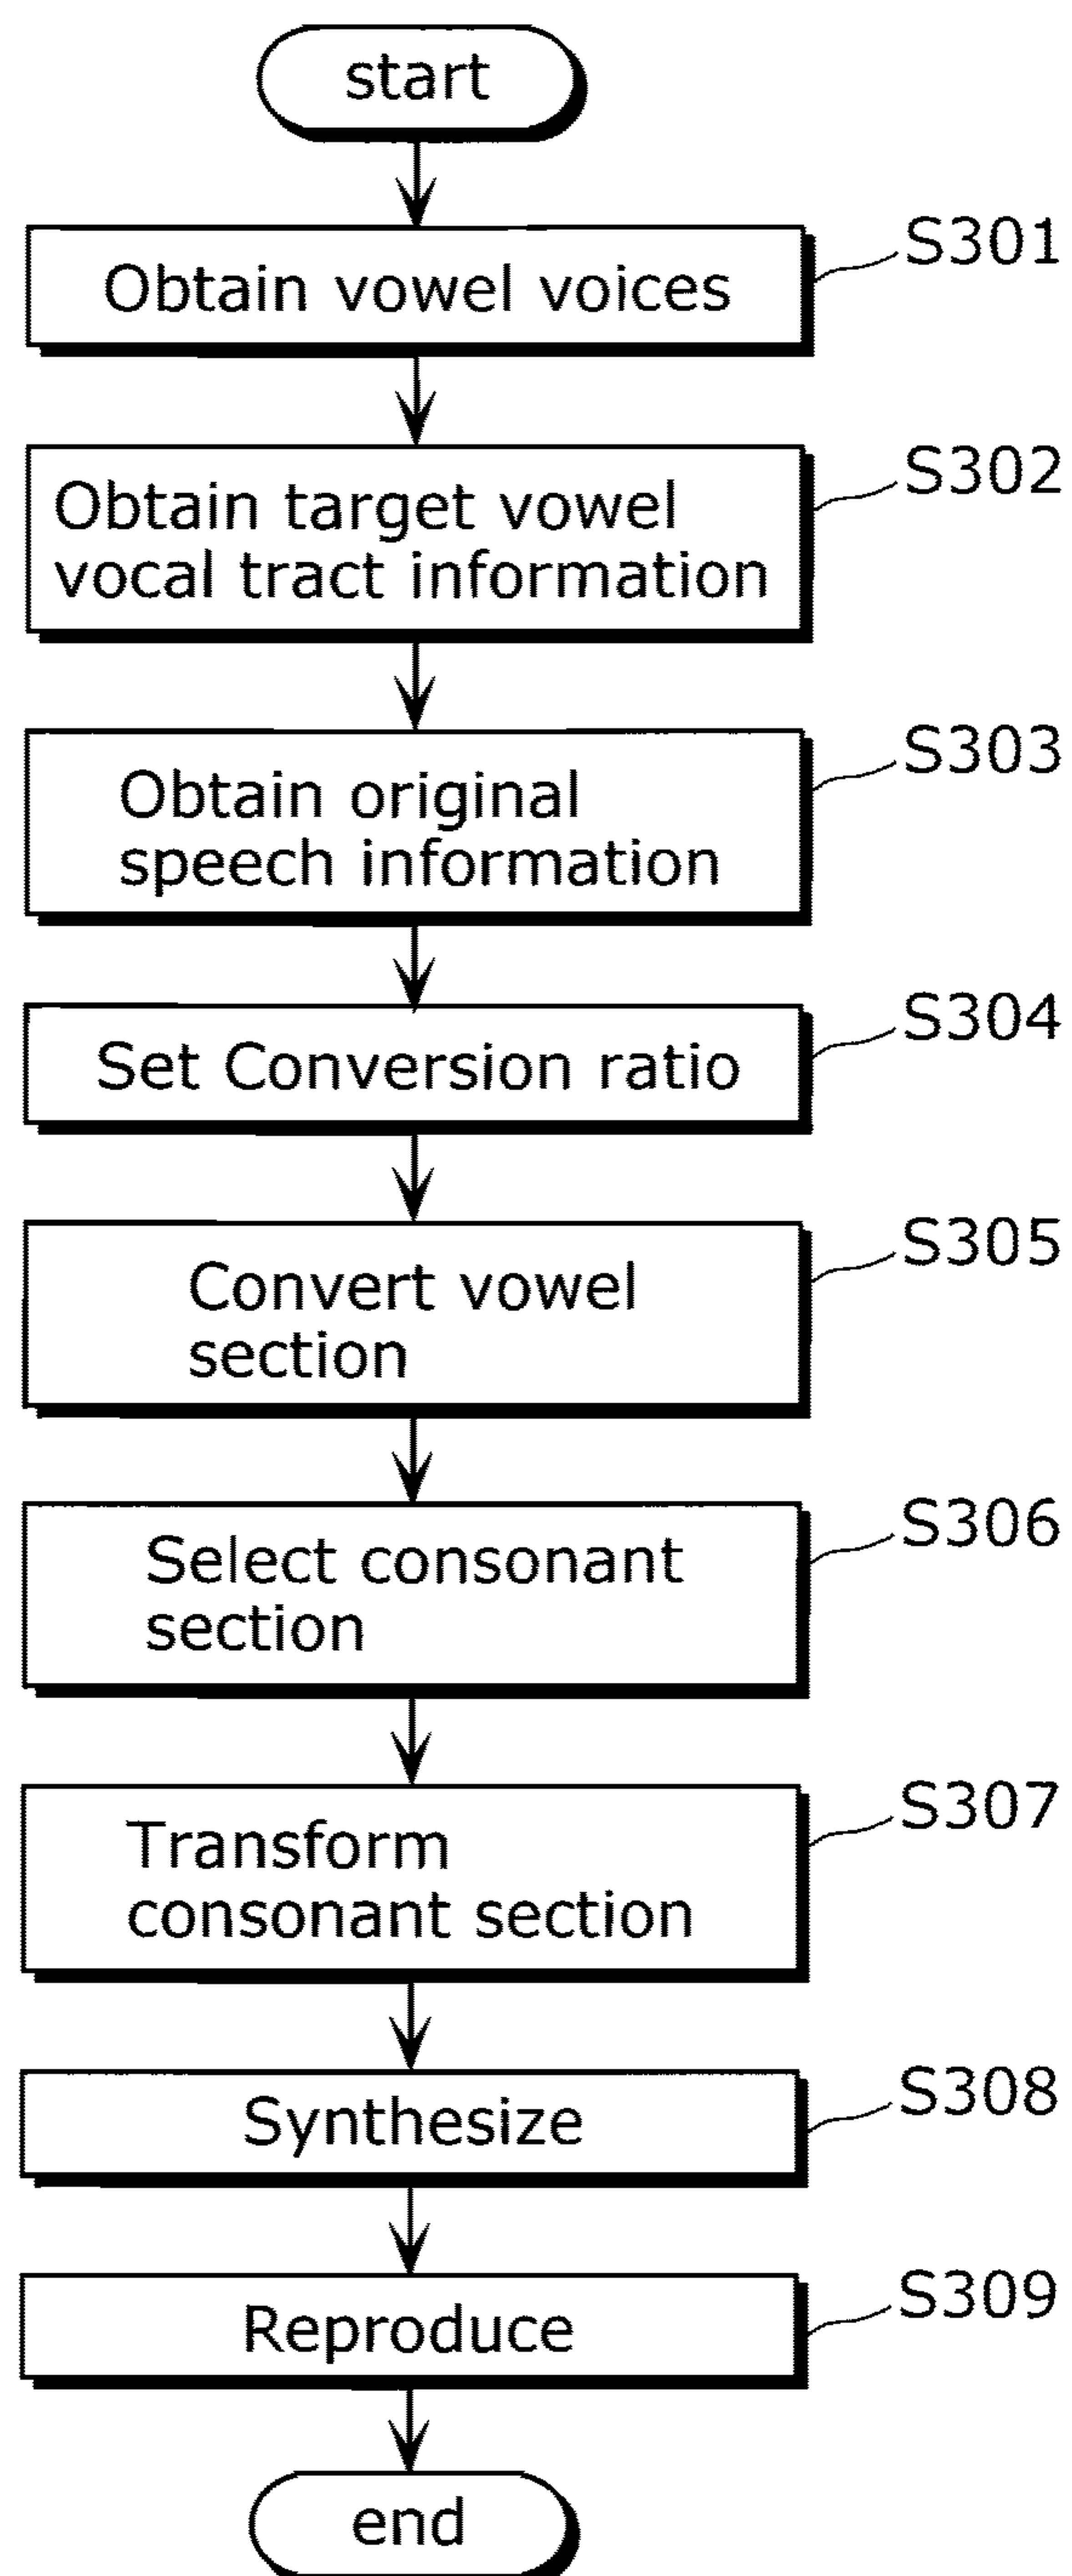 start
S301
Obtain vowel voices
S302
Obtain target vowel
vocal tract information
S303
Obtain original
speech information
S304
Set Conversion ratio
S305
Convert vowel
section
S306
Select consonant
section
S307
Transform
consonant section
S308
Synthesize
S309
Reproduce
end